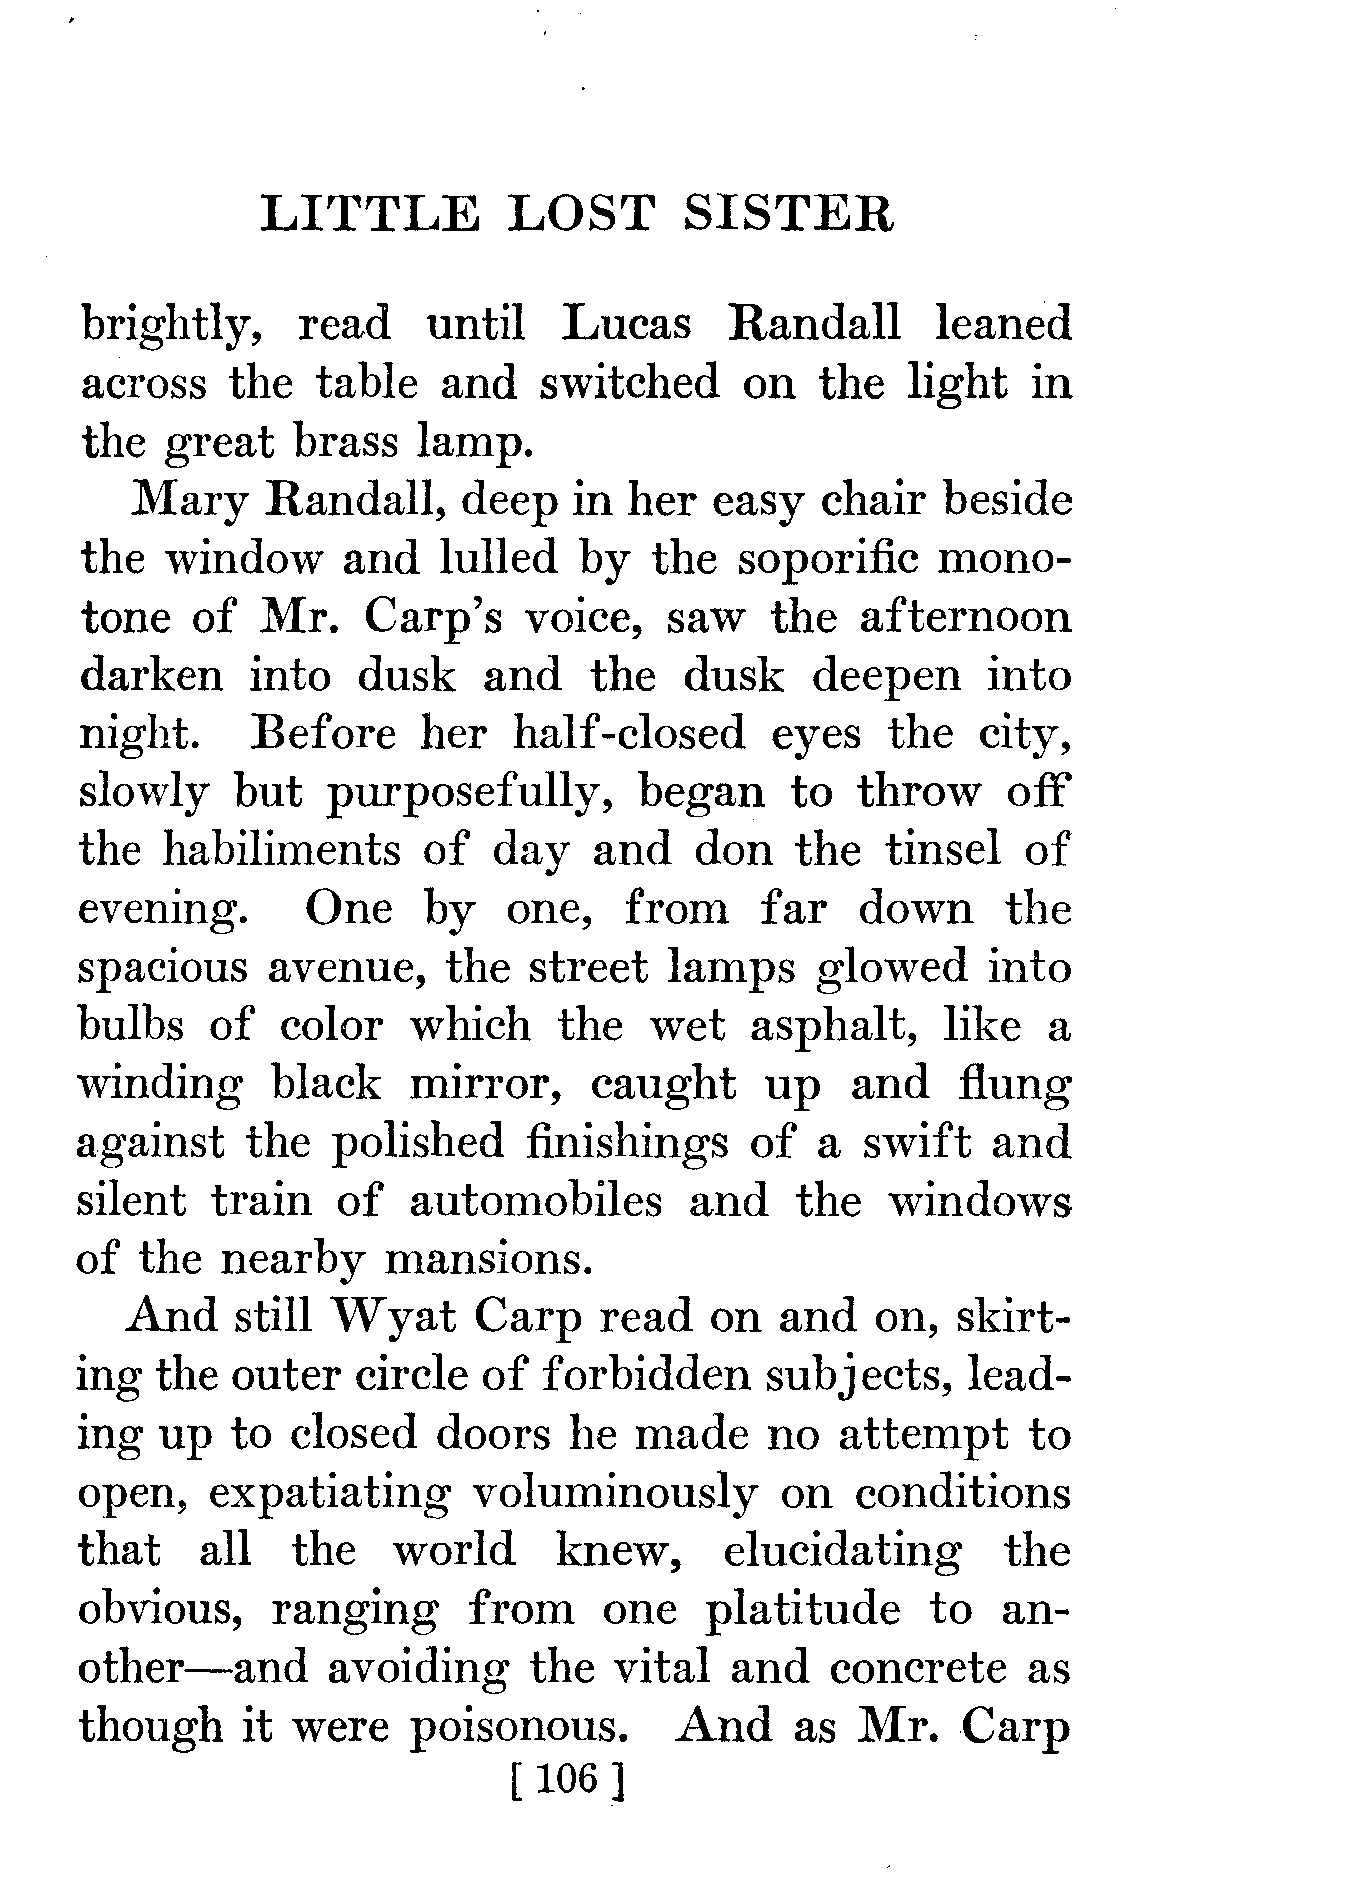 LITTLE LOST SISTER
brightly, read until Lucas Randall leaned
across the table and switched on the light in
the great brass lamp.
Mary Randall, deep in her easy chair beside
the window and lulled by the soporific mono-
tone of Mr. Carp's voice, saw the afternoon
darken into dusk and the dusk deepen into
night. Before her half-closed eyes the city,
slowly but purposefully, began to throw off
the habiliments of day and don the tinsel of
evening. One by one, from far down the
spacious avenue, the street lamps glowed into
bulbs of color which the wet asphalt, like a
winding black mirror, caught up and flung
against the polished finishings of a swift and
silent train of automobiles and the windows
of the nearby mansions.
And still Wyat Carp read on and on, skirt-
ing the outer circle of forbidden subjects, lead-
ing up to closed doors he made no attempt to
open, expatiating voluminously on conditions
that all the world knew, elucidating the
obvious, ranging from one platitude to an-
other—and avoiding the vital and concrete as
though it were poisonous. And as Mr. Carp
[ 106 ]